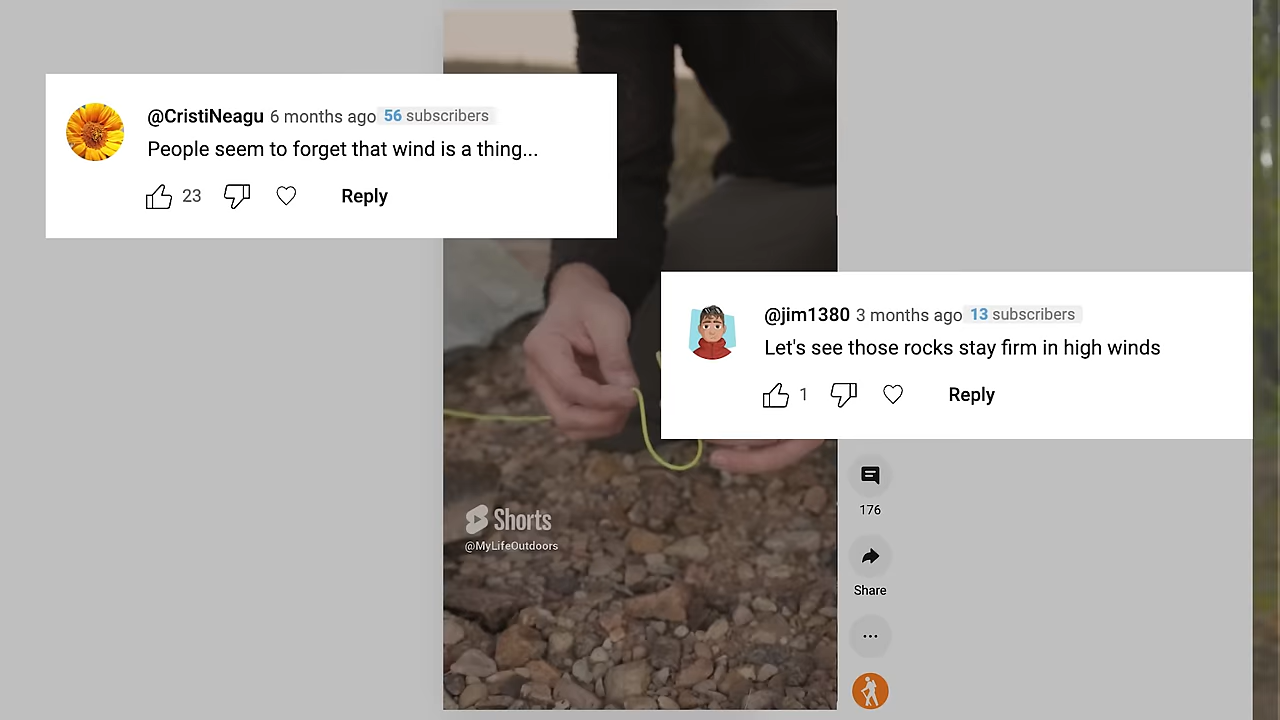 @CristiNeagu 6 months ago 56 subscribers
People seem to forget that wind is a thing...
23 Reply
@jim1380 3 months ago 13 subscribers
Let's see those rocks stay firm in high winds
1 Reply
176
Shorts
@MyLifeOutdoors
Share